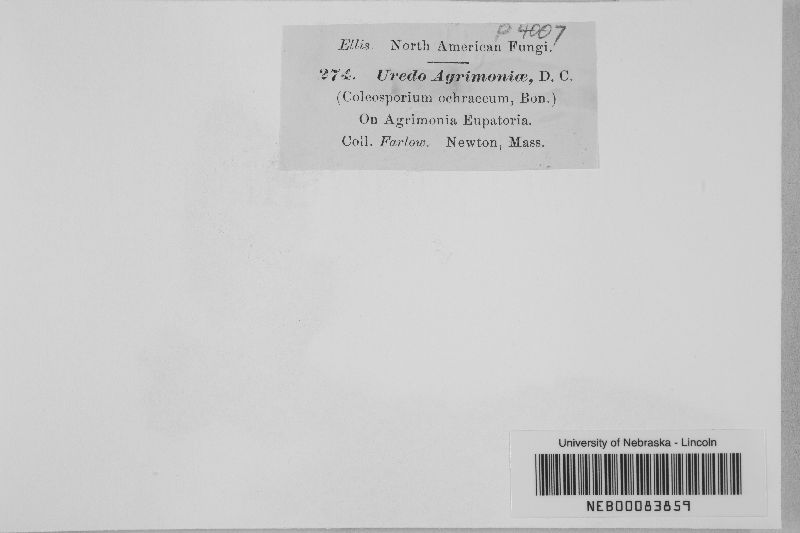 P 4007
Ellis. North American Fungi.
274. Uredo Agrimoniæ, D. C.
(Coleosporium ochraceum, Bon.)
On Agrimonia Eupatoria.
Coll. Farlow. Newton, Mass.
University of Nebraska - Lincoln
NEB00083859